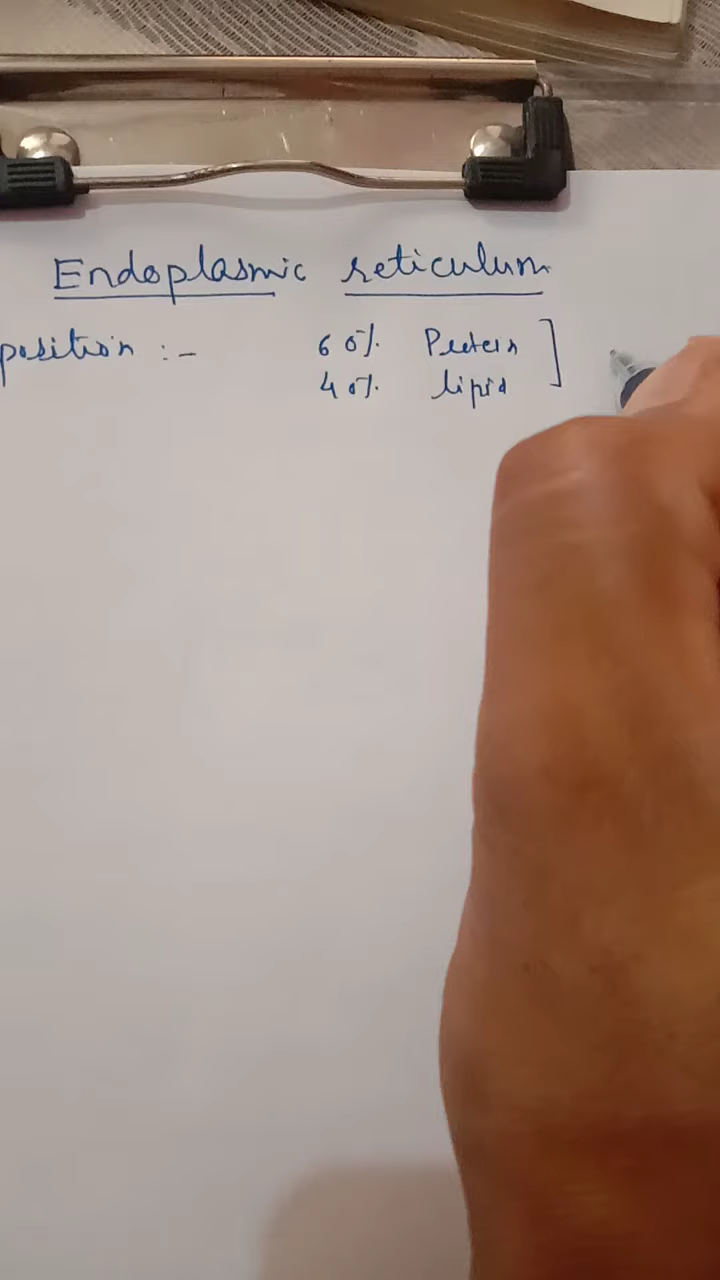 Endoplasmic reticulum
position :- 60% Protein ]
40% lipid